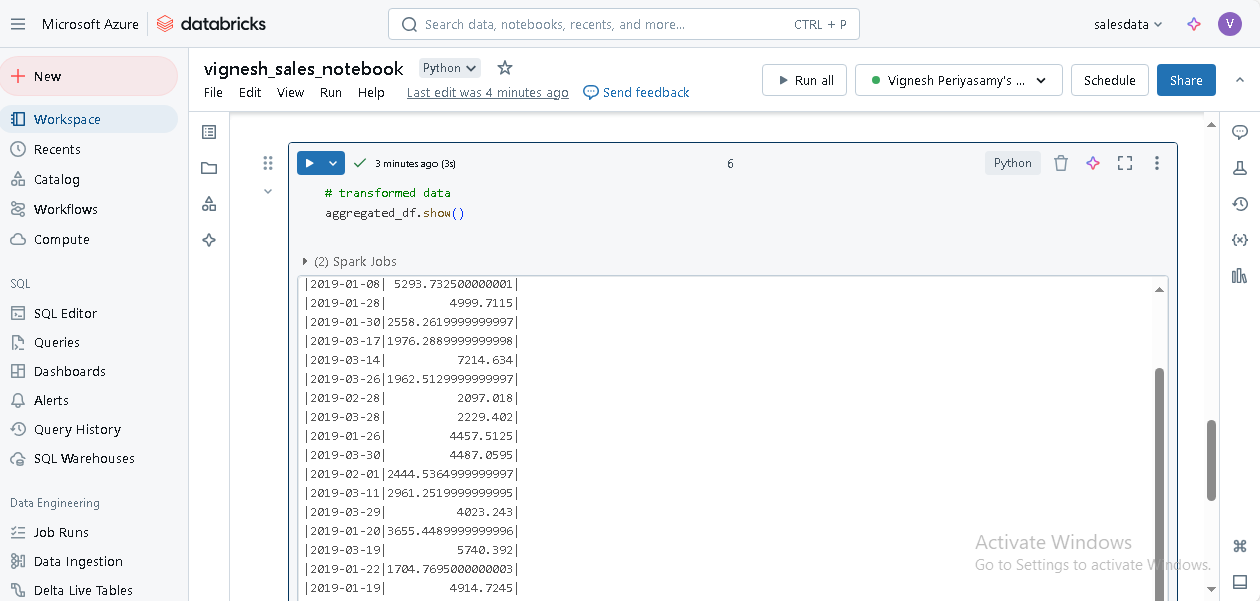 Microsoft Azure databricks Search data, notebooks, recents, and more... CTRL + P salesdata V
New
Workspace
Recents
Catalog
Workflows
Compute
SQL
SQL Editor
Queries
Dashboards
Alerts
Query History
SQL Warehouses
Data Engineering
Job Runs
Data Ingestion
Delta Live Tables
vignesh_sales_notebook Python
File Edit View Run Help Last edit was 4 minutes ago Send feedback
Run all Vignesh Periyasamy's ... Schedule Share
3 minutes ago (3s) 6 Python
# transformed data
aggregated_df.show()
(2) Spark Jobs
|2019-01-08| 5293.732500000001|
|2019-01-28| 4999.7115|
|2019-01-30|2558.2619999999997|
|2019-03-17|1976.2889999999998|
|2019-03-14| 7214.634|
|2019-03-26|1962.5129999999997|
|2019-02-28| 2097.018|
|2019-03-28| 2229.402|
|2019-01-26| 4457.5125|
|2019-03-30| 4487.0595|
|2019-02-01|2444.5364999999997|
|2019-03-11|2961.2519999999995|
|2019-03-29| 4023.243|
|2019-01-20|3655.4489999999996|
|2019-03-19| 5740.392|
|2019-01-22|1704.7695000000003|
|2019-01-19| 4914.7245|
Activate Windows
Go to Settings to activate Windows.